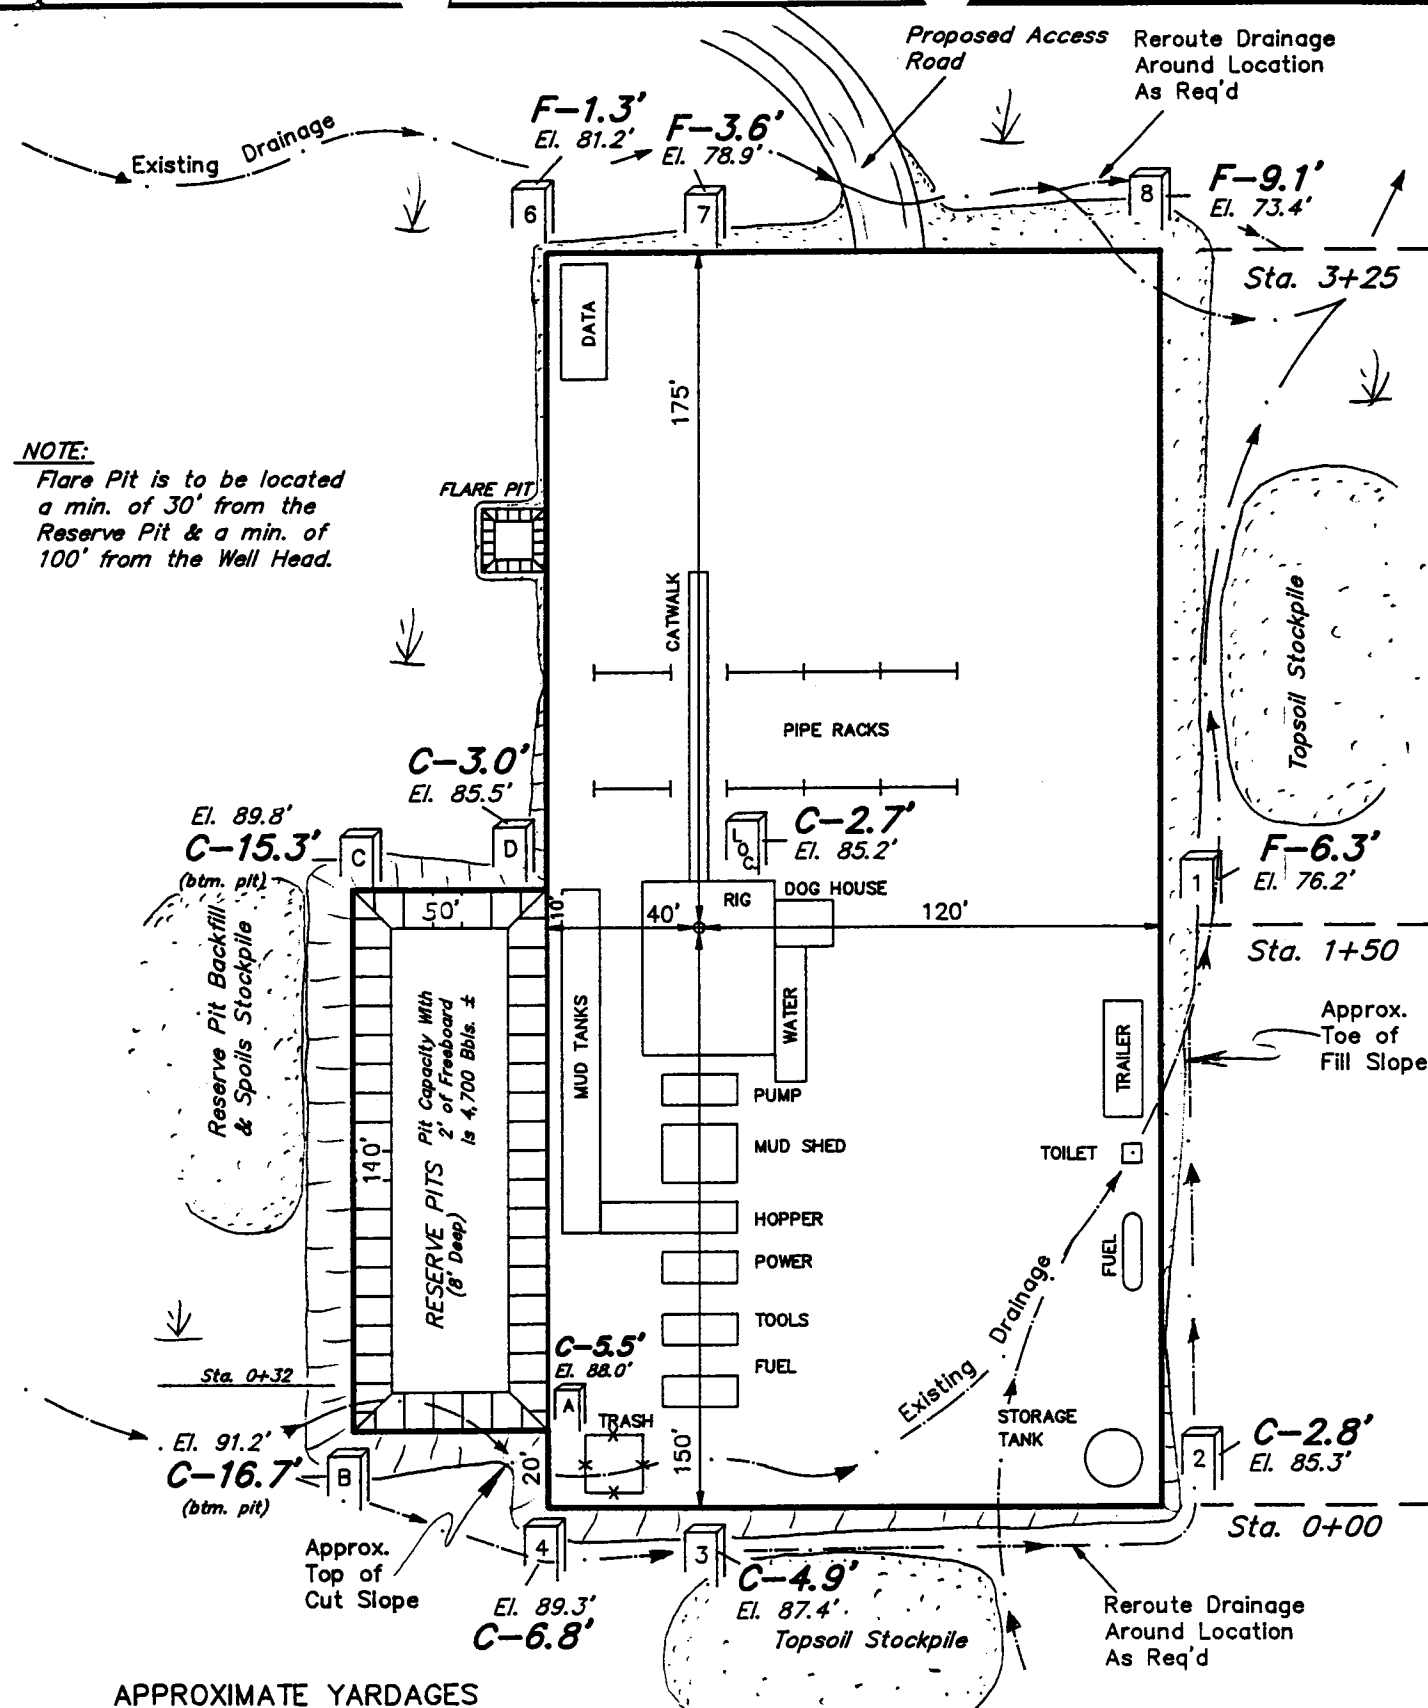 Proposed Access
Road
Reroute Drainage
Around Location
As Req'd
F-1.3'
El. 81.2'
F-3.6'
El. 78.9'
Existing Drainage
6
7
8
F-9.1'
El. 73.4'
Sta. 3+25
DATA
175'
NOTE:
Flare Pit is to be located
a min. of 30' from the
Reserve Pit & a min. of
100' from the Well Head.
FLARE PIT
CATWALK
Topsoil Stockpile
PIPE RACKS
C-3.0'
El. 85.5'
El. 89.8'
C-15.3'
(btm. pit)
C
D
LOC
C-2.7'
El. 85.2'
F-6.3'
El. 76.2'
1
RIG
DOG HOUSE
50'
10'
40'
120'
Sta. 1+50
Reserve Pit Backfill
& Spoils Stockpile
Pit Capacity With
2' of Freeboard
Is 4,700 Bbls. ±
RESERVE PITS
(8' Deep)
140'
MUD TANKS
WATER
TRAILER
Approx.
Toe of
Fill Slope
PUMP
MUD SHED
TOILET
HOPPER
POWER
FUEL
TOOLS
FUEL
Existing Drainage
C-5.5'
El. 88.0'
A
TRASH
Sta. 0+32
STORAGE
TANK
El. 91.2'
C-16.7'
(btm. pit)
B
20'
150'
2
C-2.8'
El. 85.3'
Sta. 0+00
Approx.
Top of
Cut Slope
4
El. 89.3'
C-6.8'
3
C-4.9'
El. 87.4'
Topsoil Stockpile
Reroute Drainage
Around Location
As Req'd
APPROXIMATE YARDAGES